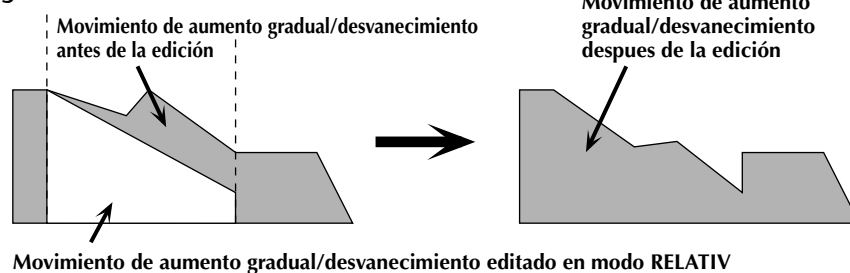 Movimiento de aumento gradual/desvanecimiento
antes de la edición
Movimiento de aumento
gradual/desvanecimiento
despues de la edición
Movimiento de aumento gradual/desvanecimiento editado en modo RELATIV